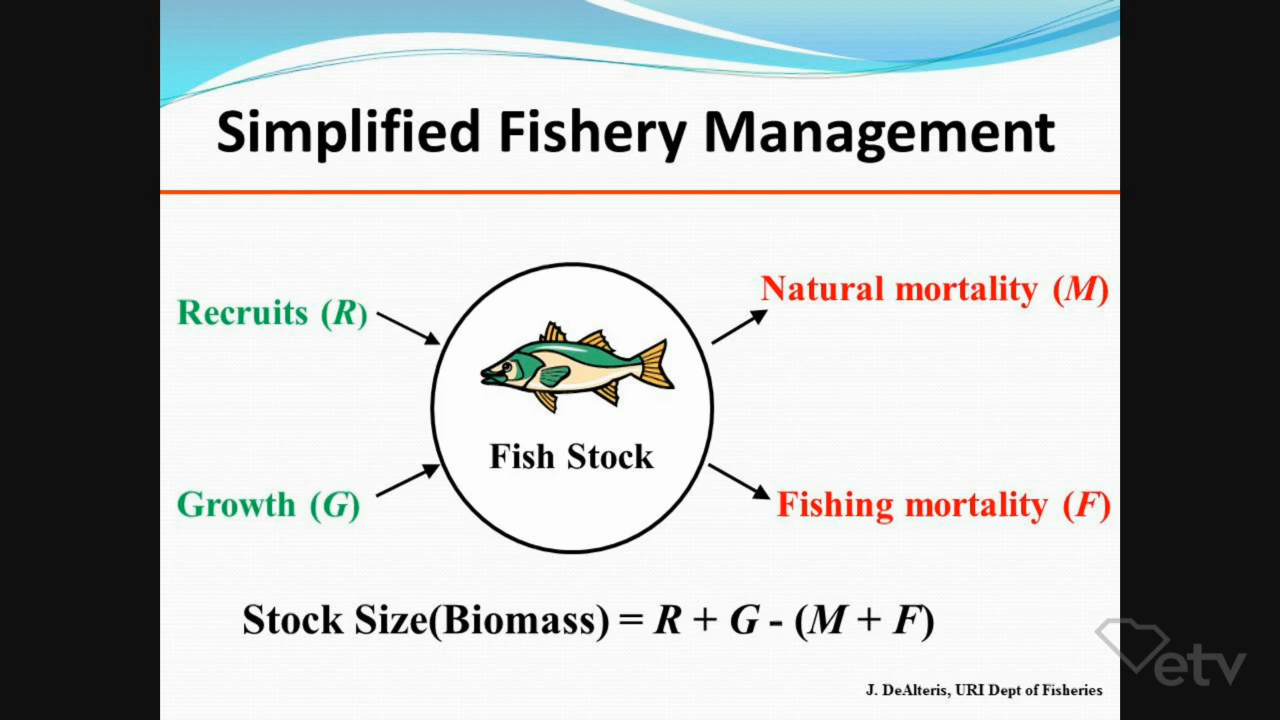 Simplified Fishery Management
Recruits (R)
Natural mortality (M)
Fish Stock
Growth (G)
Fishing mortality (F)
Stock Size(Biomass) = R + G - (M + F)
J. DeAlteris, URI Dept of Fisheries
etv